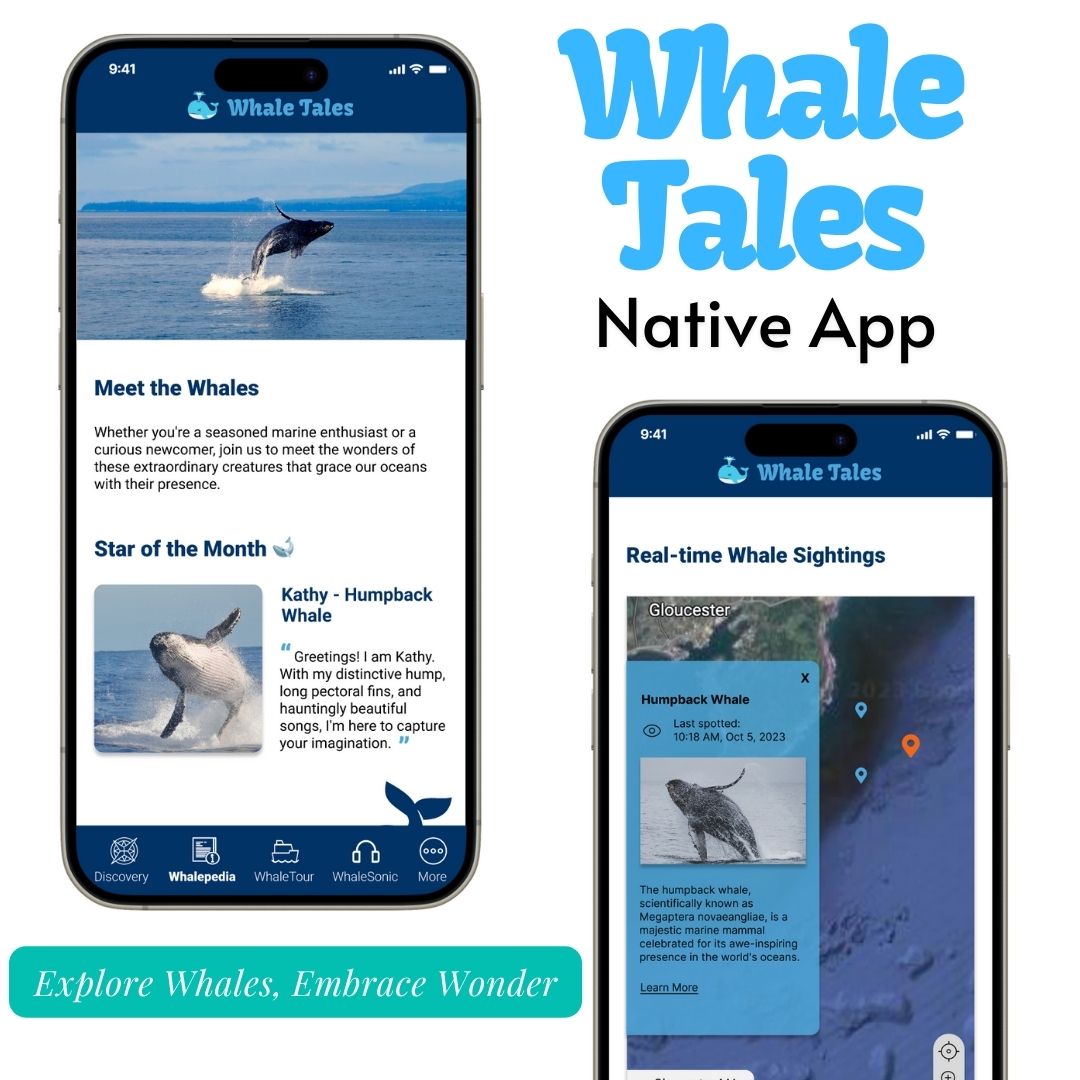 Whale
Tales
Native App
9:41
Whale Tales
Meet the Whales
Whether you're a seasoned marine enthusiast or a
curious newcomer, join us to meet the wonders of
these extraordinary creatures that grace our oceans
with their presence.
Star of the Month
Kathy - Humpback
Whale
“ Greetings! I am Kathy.
With my distinctive hump,
long pectoral fins, and
hauntingly beautiful
songs, I'm here to capture
your imagination. ”
Discovery Whalepedia WhaleTour WhaleSonic More
Explore Whales, Embrace Wonder
9:41
Whale Tales
Real-time Whale Sightings
Gloucester
X
Humpback Whale
Last spotted:
10:18 AM, Oct 5, 2023
The humpback whale,
scientifically known as
Megaptera novaeangliae, is a
majestic marine mammal
celebrated for its awe-inspiring
presence in the world's oceans.
Learn More